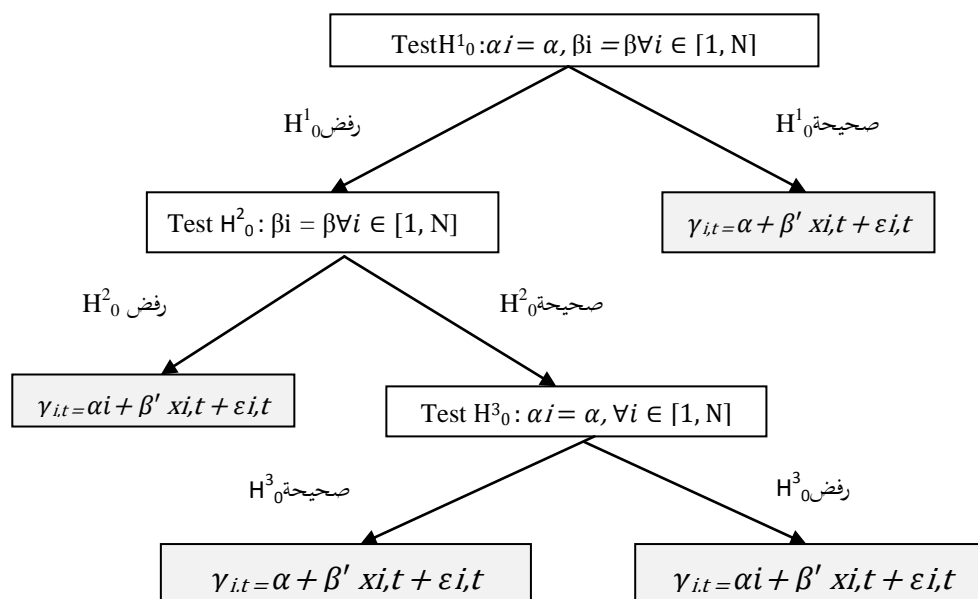 TestH¹₀:αi= α, βi = β∀i ∈ [1, N]
رفضH¹₀
صحيحةH¹₀
Test H²₀: βi = β∀i ∈ [1, N]
γi,t= α + β′ xi,t + εi,t
رفض H²₀
صحيحةH²₀
γi,t= αi + β′ xi,t + εi,t
Test H³₀: αi= α, ∀i ∈ [1, N]
صحيحةH³₀
رفضH³₀
γi.t= α + β′ xi,t + εi,t
γi.t= αi + β′ xi,t + εi,t